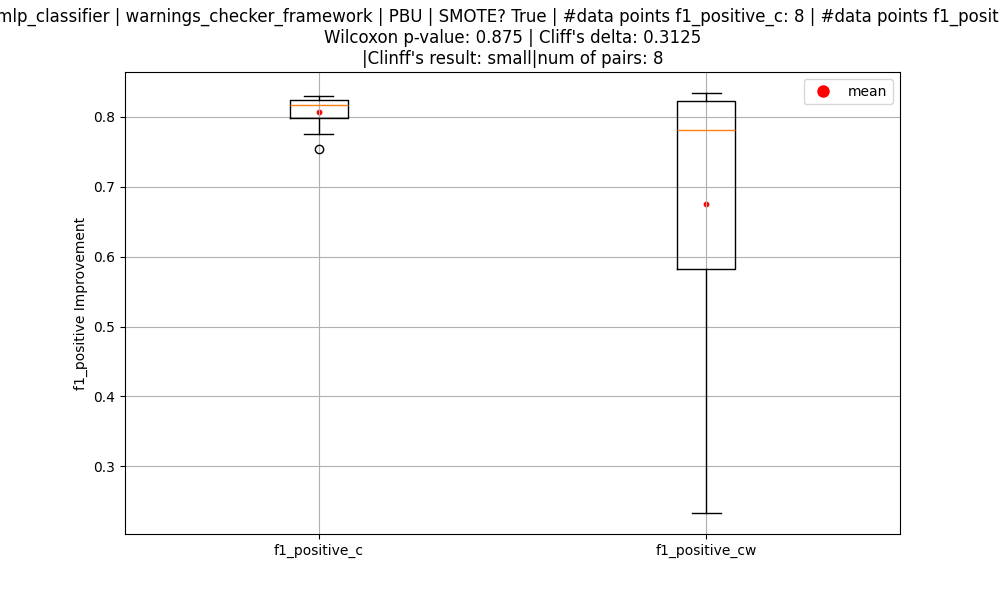 mlp_classifier | warnings_checker_framework | PBU | SMOTE? True | #data points f1_positive_c: 8 | #data points f1_posit
Wilcoxon p-value: 0.875 | Cliff's delta: 0.3125
|Clinff's result: small|num of pairs: 8
mean
0.8
0.7
0.6
0.5
0.4
0.3
f1_positive Improvement
f1_positive_c
f1_positive_cw